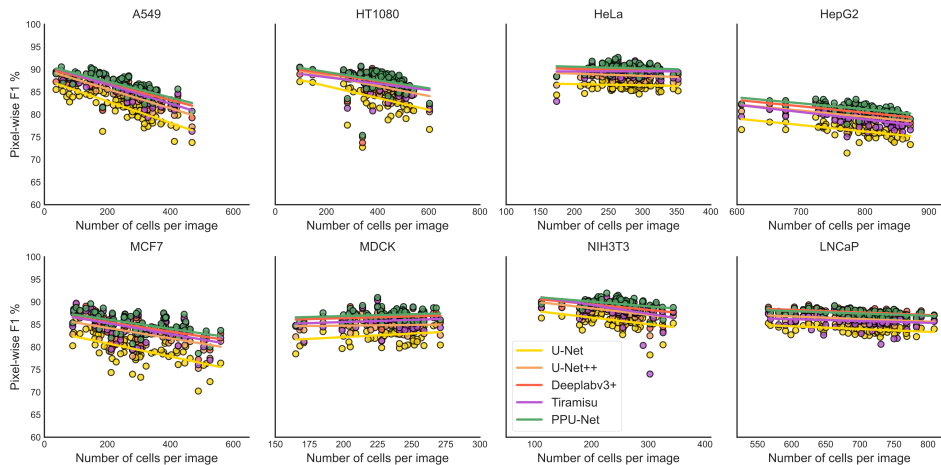 A549 HT1080 HeLa HepG2
100
95
90
85
80
75
70
65
60
Pixel-wise F1 %
0 200 400 600
0 200 400 600 800
100 150 200 250 300 350 400
600 700 800 900
Number of cells per image Number of cells per image Number of cells per image Number of cells per image
MCF7 MDCK NIH3T3 LNCaP
100
95
90
85
80
75
70
65
60
Pixel-wise F1 %
U-Net
U-Net++
Deeplabv3+
Tiramisu
PPU-Net
0 200 400 600
150 175 200 225 250 275 300
100 200 300 400
550 600 650 700 750 800
Number of cells per image Number of cells per image Number of cells per image Number of cells per image